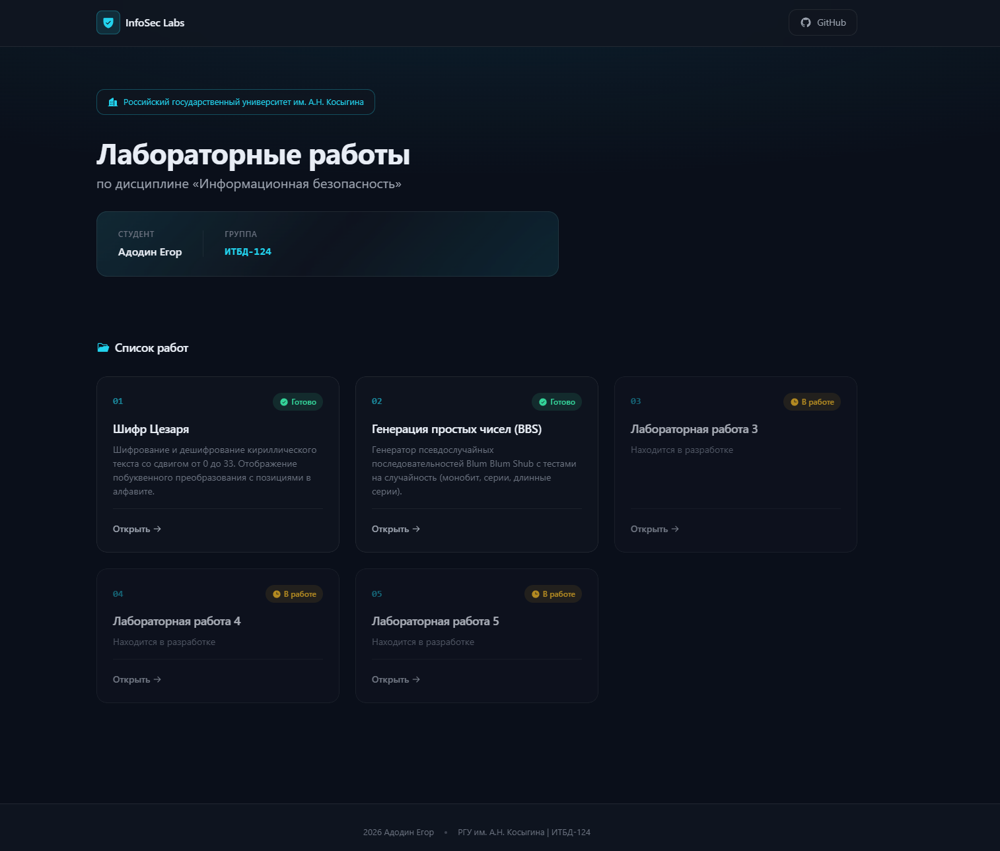 InfoSec Labs
GitHub
Российский государственный университет им. А.Н. Косыгина
Лабораторные работы
по дисциплине «Информационная безопасность»
СТУДЕНТ
Адодин Егор
ГРУППА
ИТБД-124
Список работ
01
Готово
Шифр Цезаря
Шифрование и дешифрование кириллического
текста со сдвигом от 0 до 33. Отображение
побуквенного преобразования с позициями в
алфавите.
Открыть →
02
Готово
Генерация простых чисел (BBS)
Генератор псевдослучайных
последовательностей Blum Blum Shub с тестами
на случайность (монобит, серии, длинные
серии).
Открыть →
03
В работе
Лабораторная работа 3
Находится в разработке
Открыть →
04
В работе
Лабораторная работа 4
Находится в разработке
Открыть →
05
В работе
Лабораторная работа 5
Находится в разработке
Открыть →
2026 Адодин Егор • РГУ им. А.Н. Косыгина | ИТБД-124